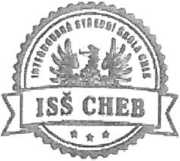 INTEGROVANÁ STŘEDNÍ ŠKOLA CHEB
ISŠ CHEB